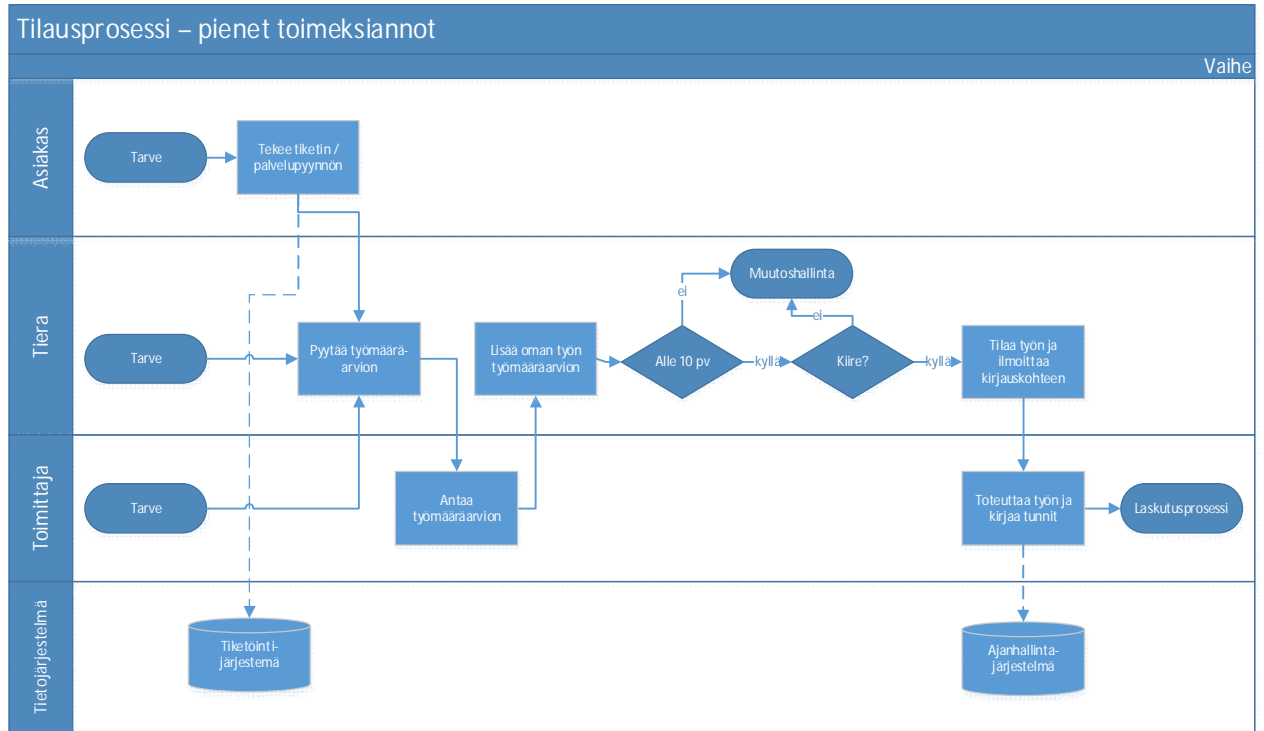 Tilausprosessi – pienet toimeksiannot
Vaihe
Asiakas
Tarve
Tekee tiketin /
palvelupyynnön
Tiera
Tarve
Pyytää työmäärä-
arvion
Lisää oman työn
työmääräarvion
Alle 10 pv
ei
kyllä
Muutoshallinta
Kiire?
ei
kyllä
Tilaa työn ja
ilmoittaa
kirjauskohteen
Toimittaja
Tarve
Antaa
työmääräarvion
Toteuttaa työn ja
kirjaa tunnit
Laskutusprosessi
Tietojärjestelmä
Tiketöinti-
järjestemä
Ajanhallinta-
järjestelmä